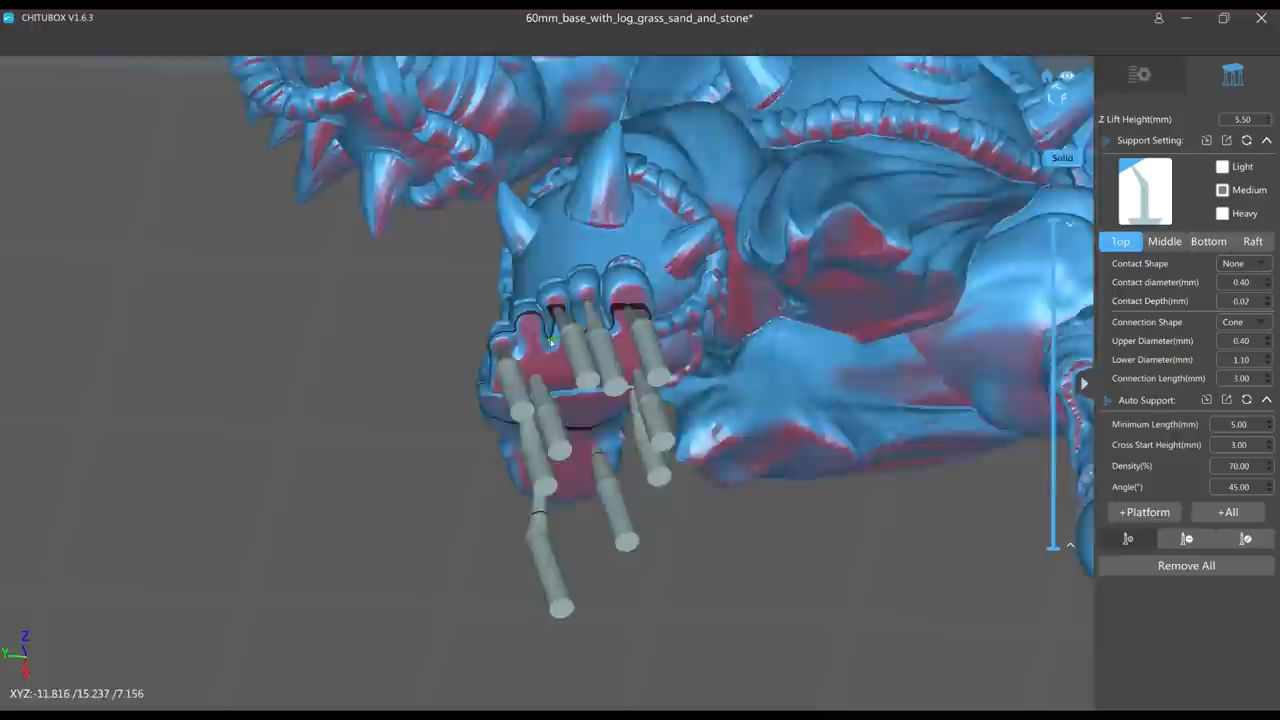 CHITUBOX V1.6.3
60mm_base_with_log_grass_sand_and_stone*
Z Lift Height(mm) 5.50
Support Setting:
Light
Medium
Heavy
Top Middle Bottom Raft
Contact Shape None
Contact diameter(mm) 0.40
Contact Depth(mm) 0.02
Connection Shape Cone
Upper Diameter(mm) 0.40
Lower Diameter(mm) 1.10
Connection Length(mm) 3.00
Auto Support:
Minimum Length(mm) 5.00
Cross Start Height(mm) 3.00
Density(%) 70.00
Angle(°) 45.00
+Platform +All
Remove All
Solid
Z
Y
X
XYZ:-11.816 /15.237 /7.156